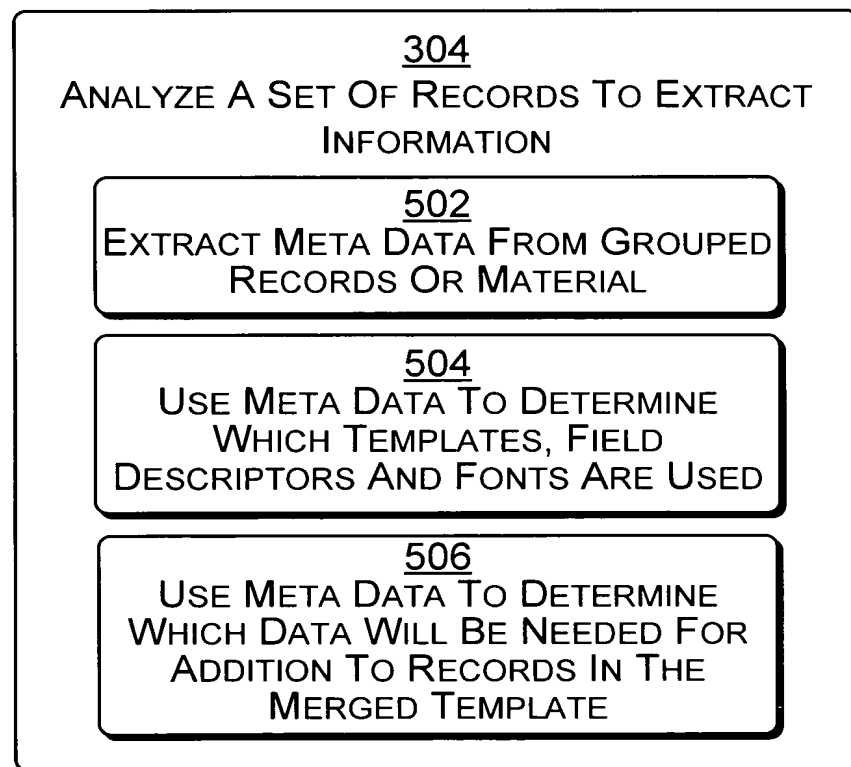 304
ANALYZE A SET OF RECORDS TO EXTRACT
INFORMATION
502
EXTRACT META DATA FROM GROUPED
RECORDS OR MATERIAL
504
USE META DATA TO DETERMINE
WHICH TEMPLATES, FIELD
DESCRIPTORS AND FONTS ARE USED
506
USE META DATA TO DETERMINE
WHICH DATA WILL BE NEEDED FOR
ADDITION TO RECORDS IN THE
MERGED TEMPLATE